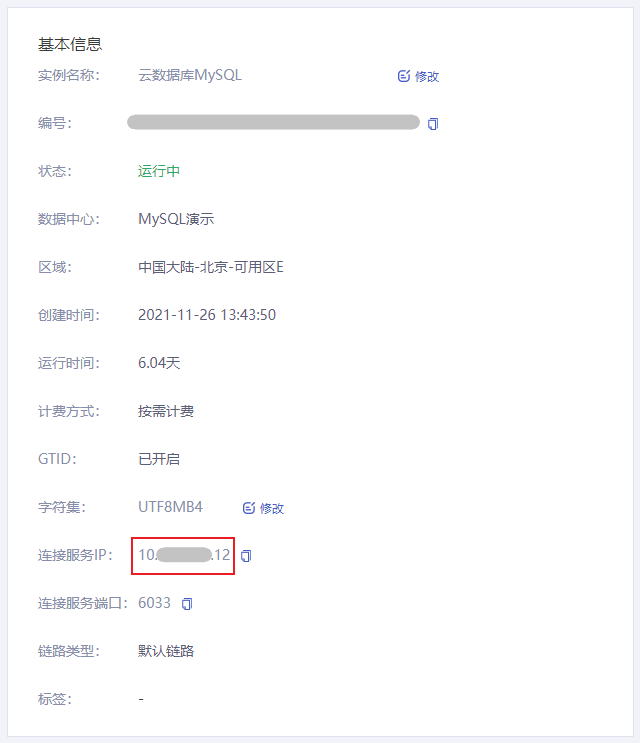 基本信息
实例名称: 云数据库MySQL 修改
编号:
状态: 运行中
数据中心: MySQL演示
区域: 中国大陆-北京-可用区E
创建时间: 2021-11-26 13:43:50
运行时间: 6.04天
计费方式: 按需计费
GTID: 已开启
字符集: UTF8MB4 修改
连接服务IP: 10. .12
连接服务端口: 6033
链路类型: 默认链路
标签: -